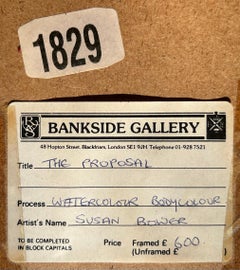 1829
BANKSIDE GALLERY
48 Hopton Street, Blackfriars, London SE1 9JH. Telephone 01-928 7521
Title THE PROPOSAL
Process WATERCOLOUR BODYCOLOUR
Artist's Name SUSAN BOWER
TO BE COMPLETED
IN BLOCK CAPITALS
Price Framed £ 600.
(Unframed £ )